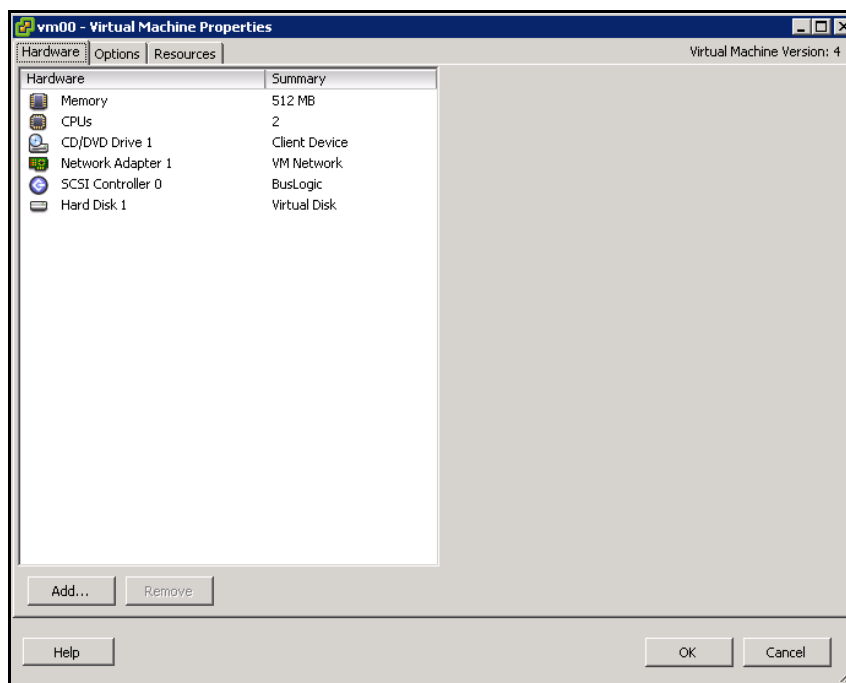 vm00 - Virtual Machine Properties
Hardware Options Resources Virtual Machine Version: 4
Hardware Summary
Memory 512 MB
CPUs 2
CD/DVD Drive 1 Client Device
Network Adapter 1 VM Network
SCSI Controller 0 BusLogic
Hard Disk 1 Virtual Disk
Add... Remove
Help OK Cancel